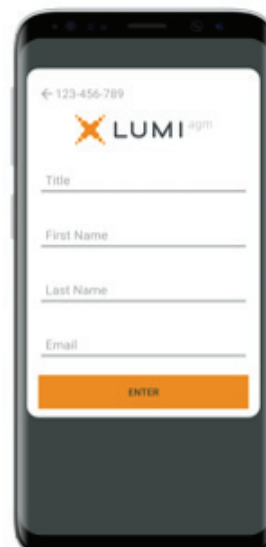 ← 123-456-789
LUMI agm
Title
First Name
Last Name
Email
ENTER